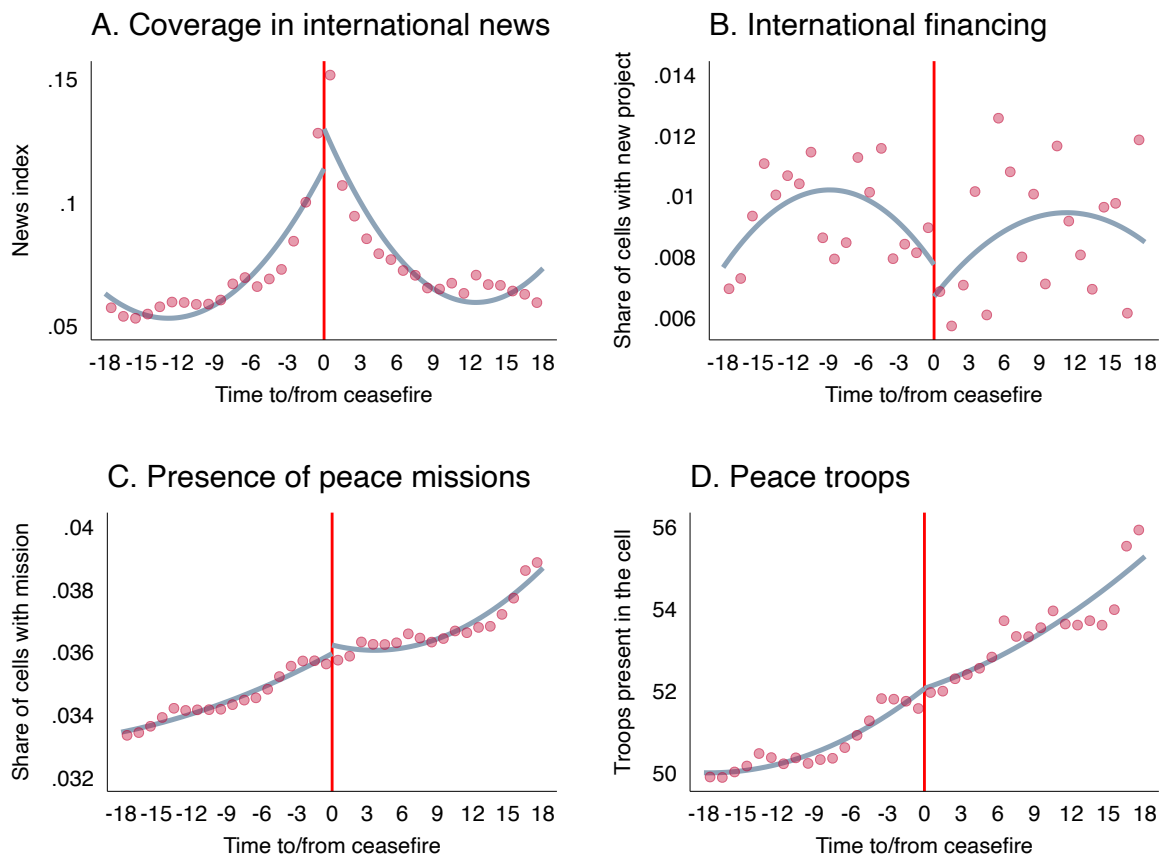 A. Coverage in international news
News index
.15
.1
.05
-18 -15 -12 -9 -6 -3 0 3 6 9 12 15 18
Time to/from ceasefire
B. International financing
Share of cells with new project
.014
.012
.01
.008
.006
-18 -15 -12 -9 -6 -3 0 3 6 9 12 15 18
Time to/from ceasefire
C. Presence of peace missions
Share of cells with mission
.04
.038
.036
.034
.032
-18 -15 -12 -9 -6 -3 0 3 6 9 12 15 18
Time to/from ceasefire
D. Peace troops
Troops present in the cell
56
54
52
50
-18 -15 -12 -9 -6 -3 0 3 6 9 12 15 18
Time to/from ceasefire